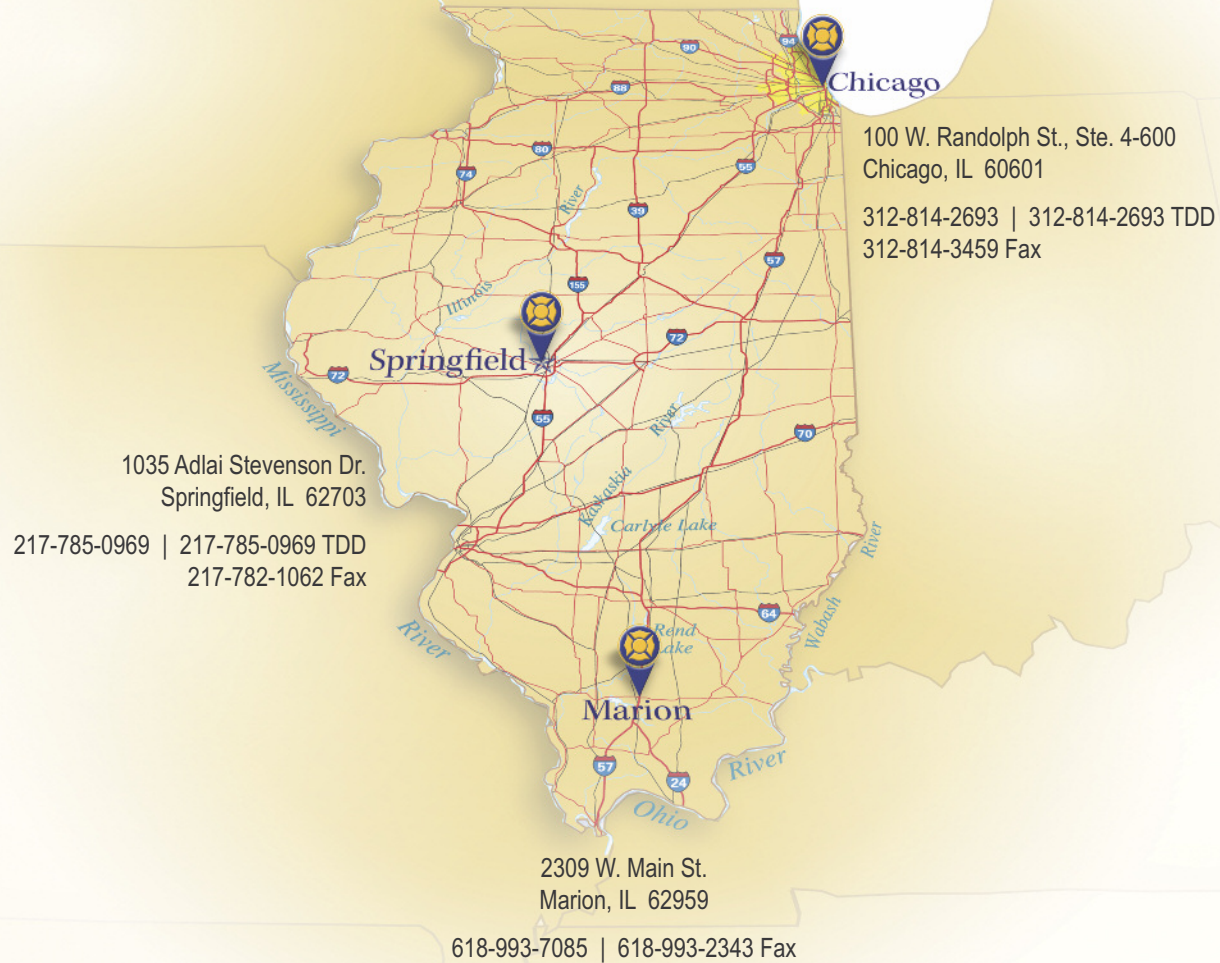 90
94
Chicago
88
100 W. Randolph St., Ste. 4-600
Chicago, IL 60601
312-814-2693 | 312-814-2693 TDD
312-814-3459 Fax
80
55
74
River
39
57
155
Illinois
72
Springfield
72
Mississippi
55
River
70
1035 Adlai Stevenson Dr.
Springfield, IL 62703
217-785-0969 | 217-785-0969 TDD
217-782-1062 Fax
Kaskaskia
Carlyle Lake
River
Wabash
64
River
Rend
Lake
Marion
57
24
River
Ohio
2309 W. Main St.
Marion, IL 62959
618-993-7085 | 618-993-2343 Fax